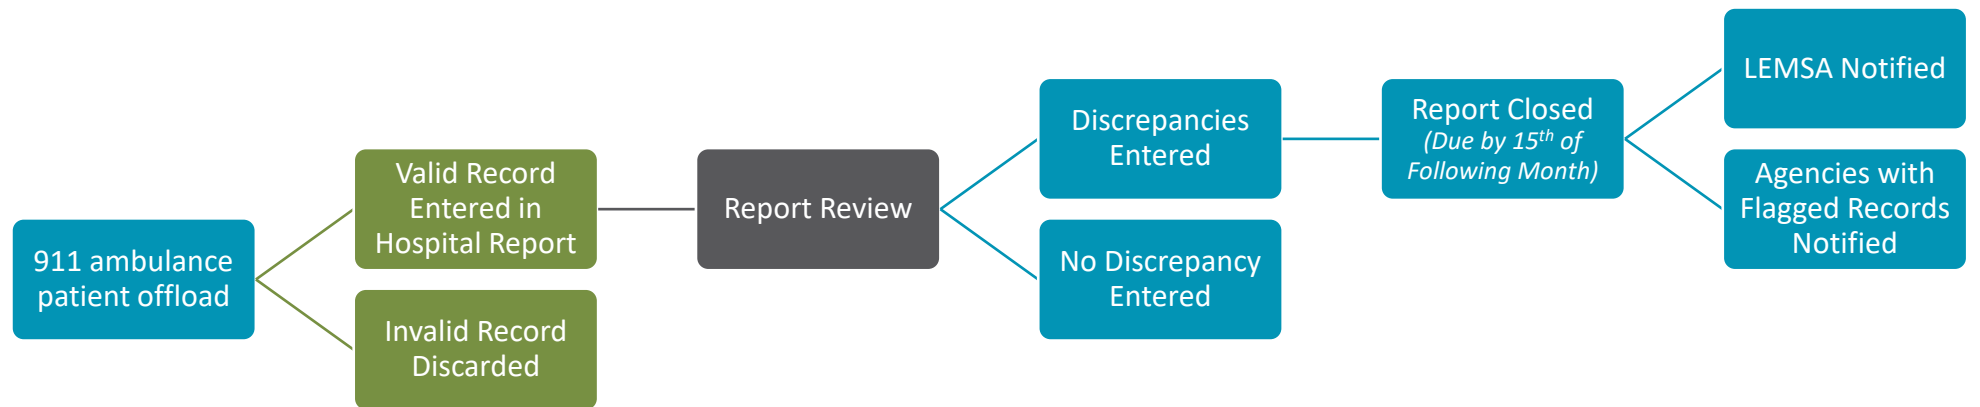 911 ambulance
patient offload
Valid Record
Entered in
Hospital Report
Invalid Record
Discarded
Report Review
Discrepancies
Entered
No Discrepancy
Entered
Report Closed
(Due by 15th of
Following Month)
LEMSA Notified
Agencies with
Flagged Records
Notified